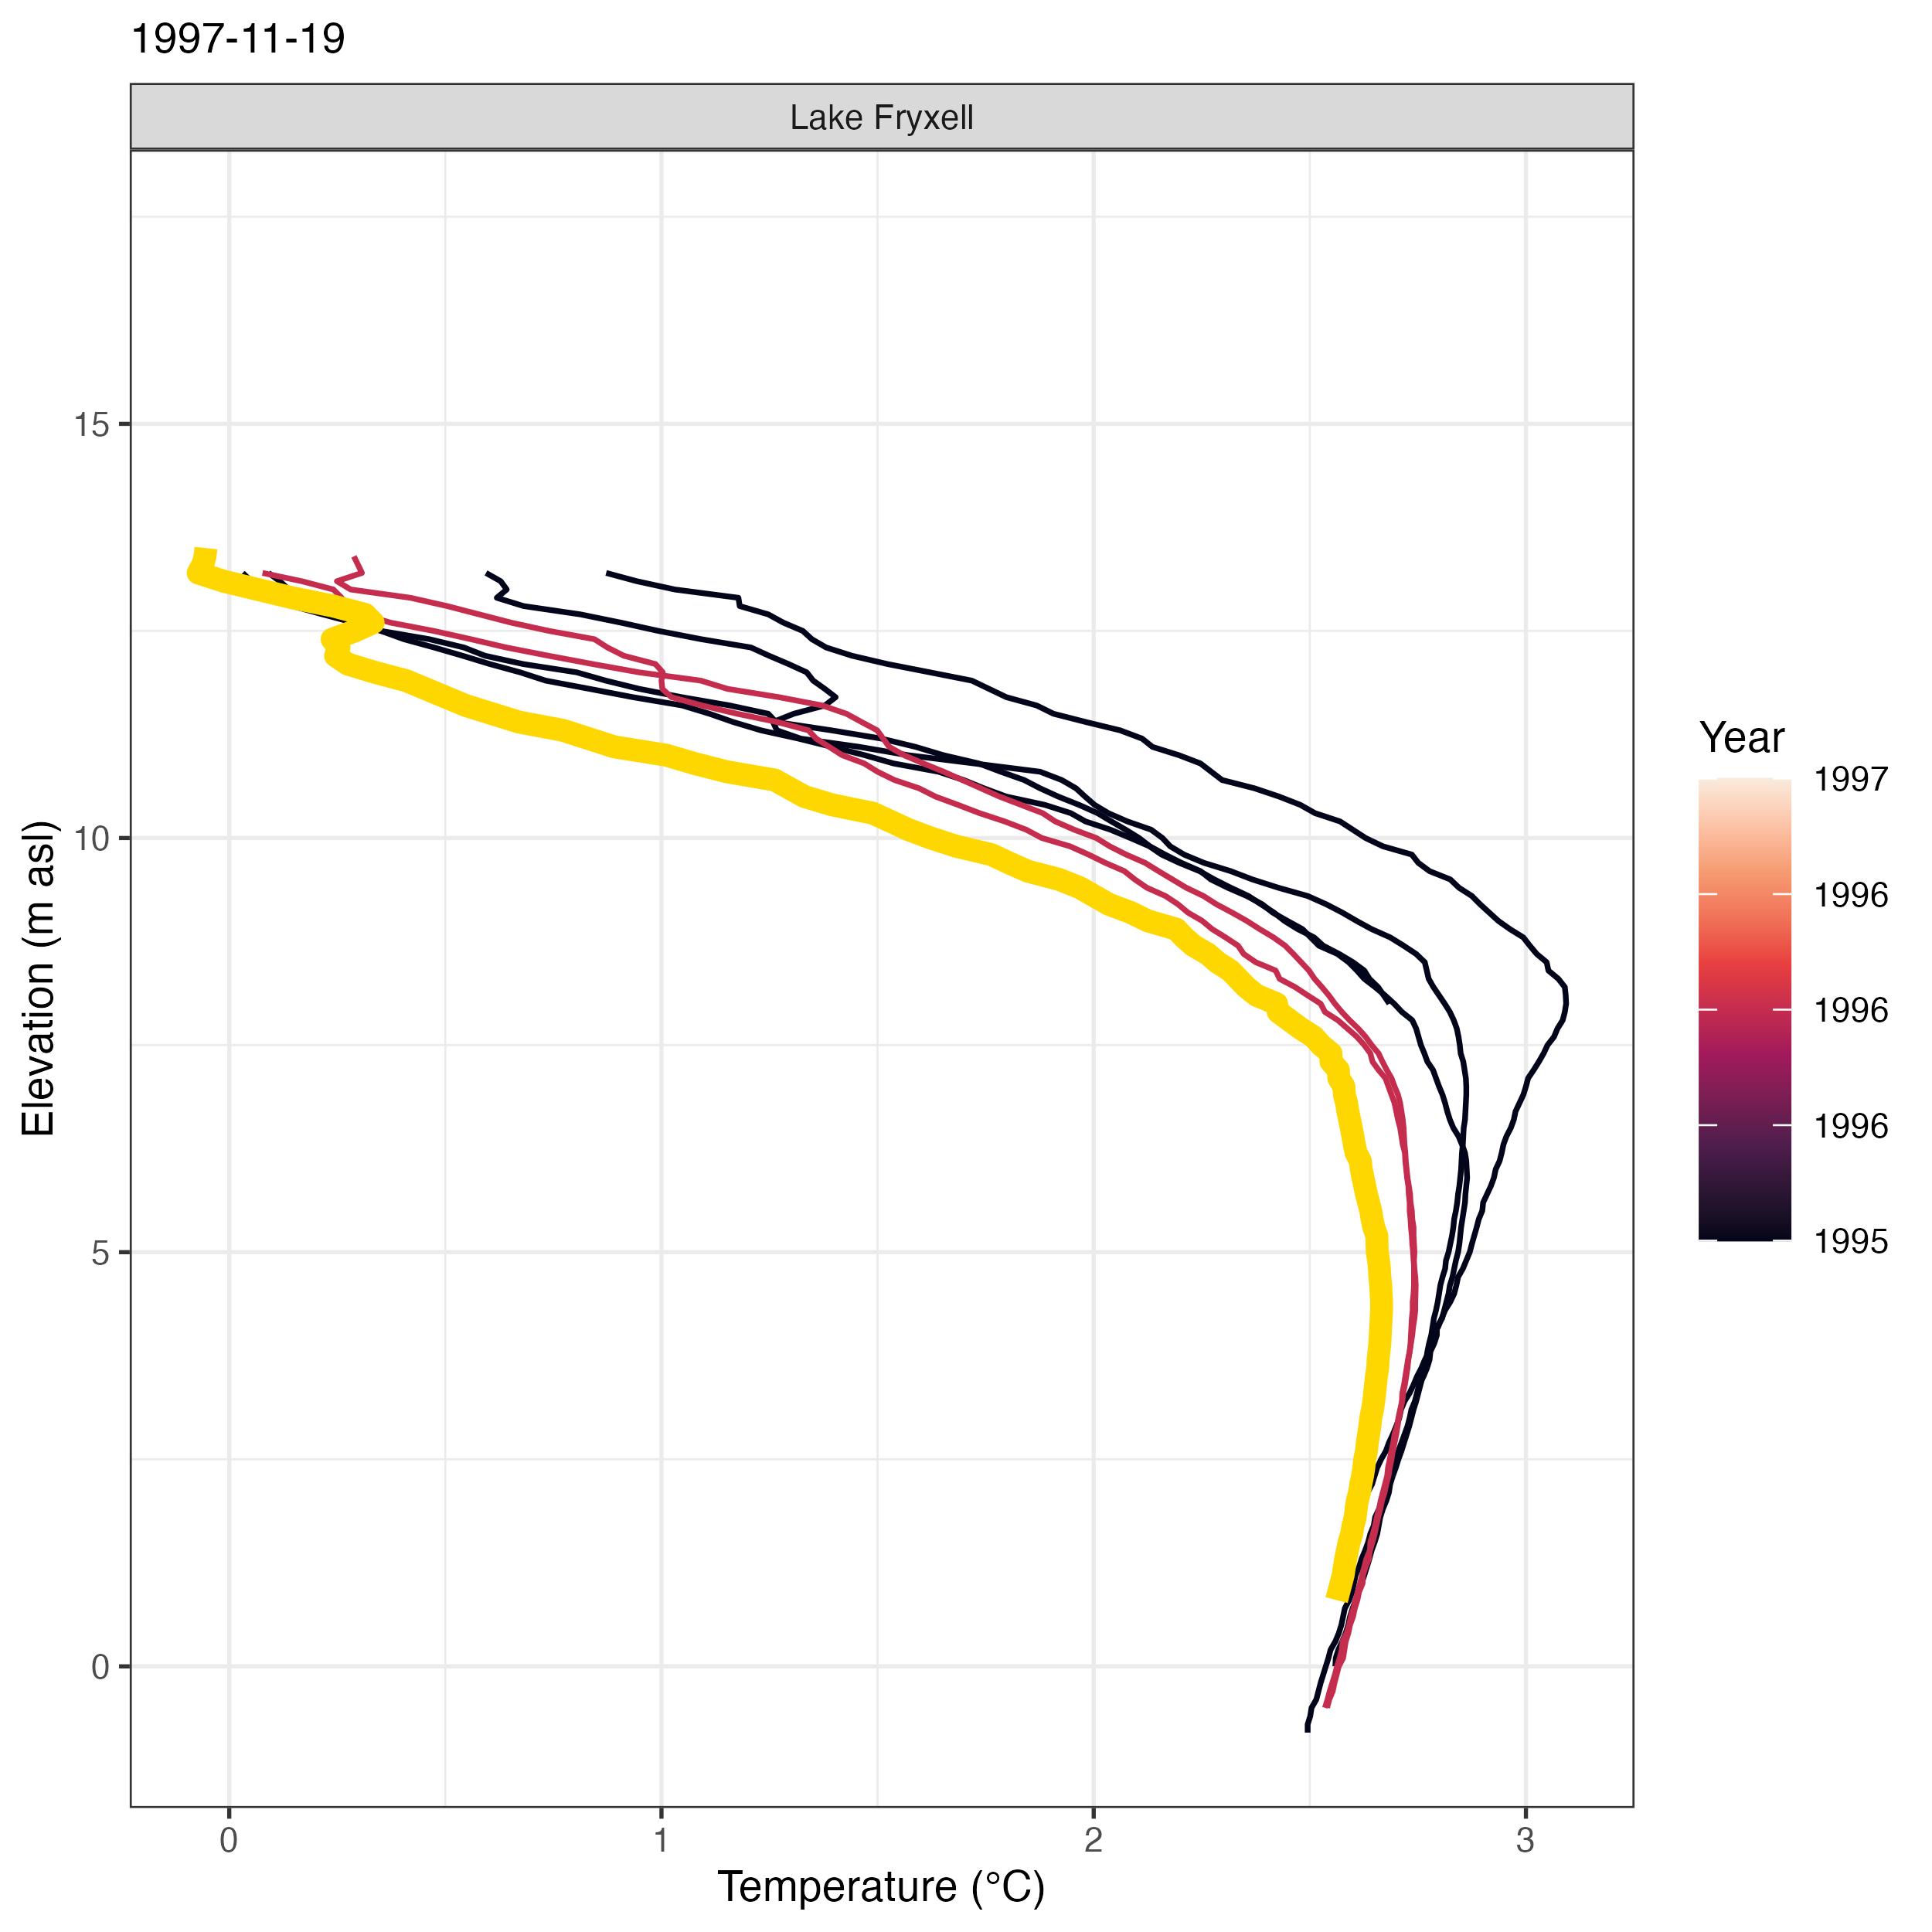 1997-11-19
Lake Fryxell
15
10
5
0
Elevation (m asl)
0 1 2 3
Temperature (°C)
Year
1997
1996
1996
1996
1995